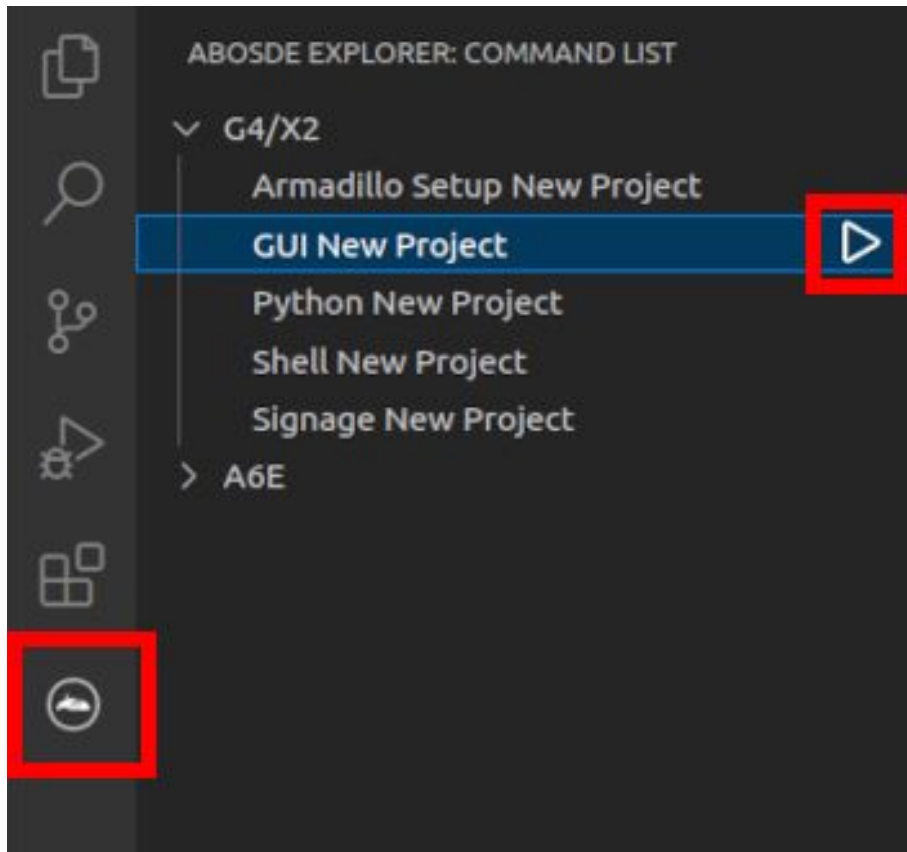 ABOSDE EXPLORER: COMMAND LIST
G4/X2
Armadillo Setup New Project
GUI New Project
Python New Project
Shell New Project
Signage New Project
A6E